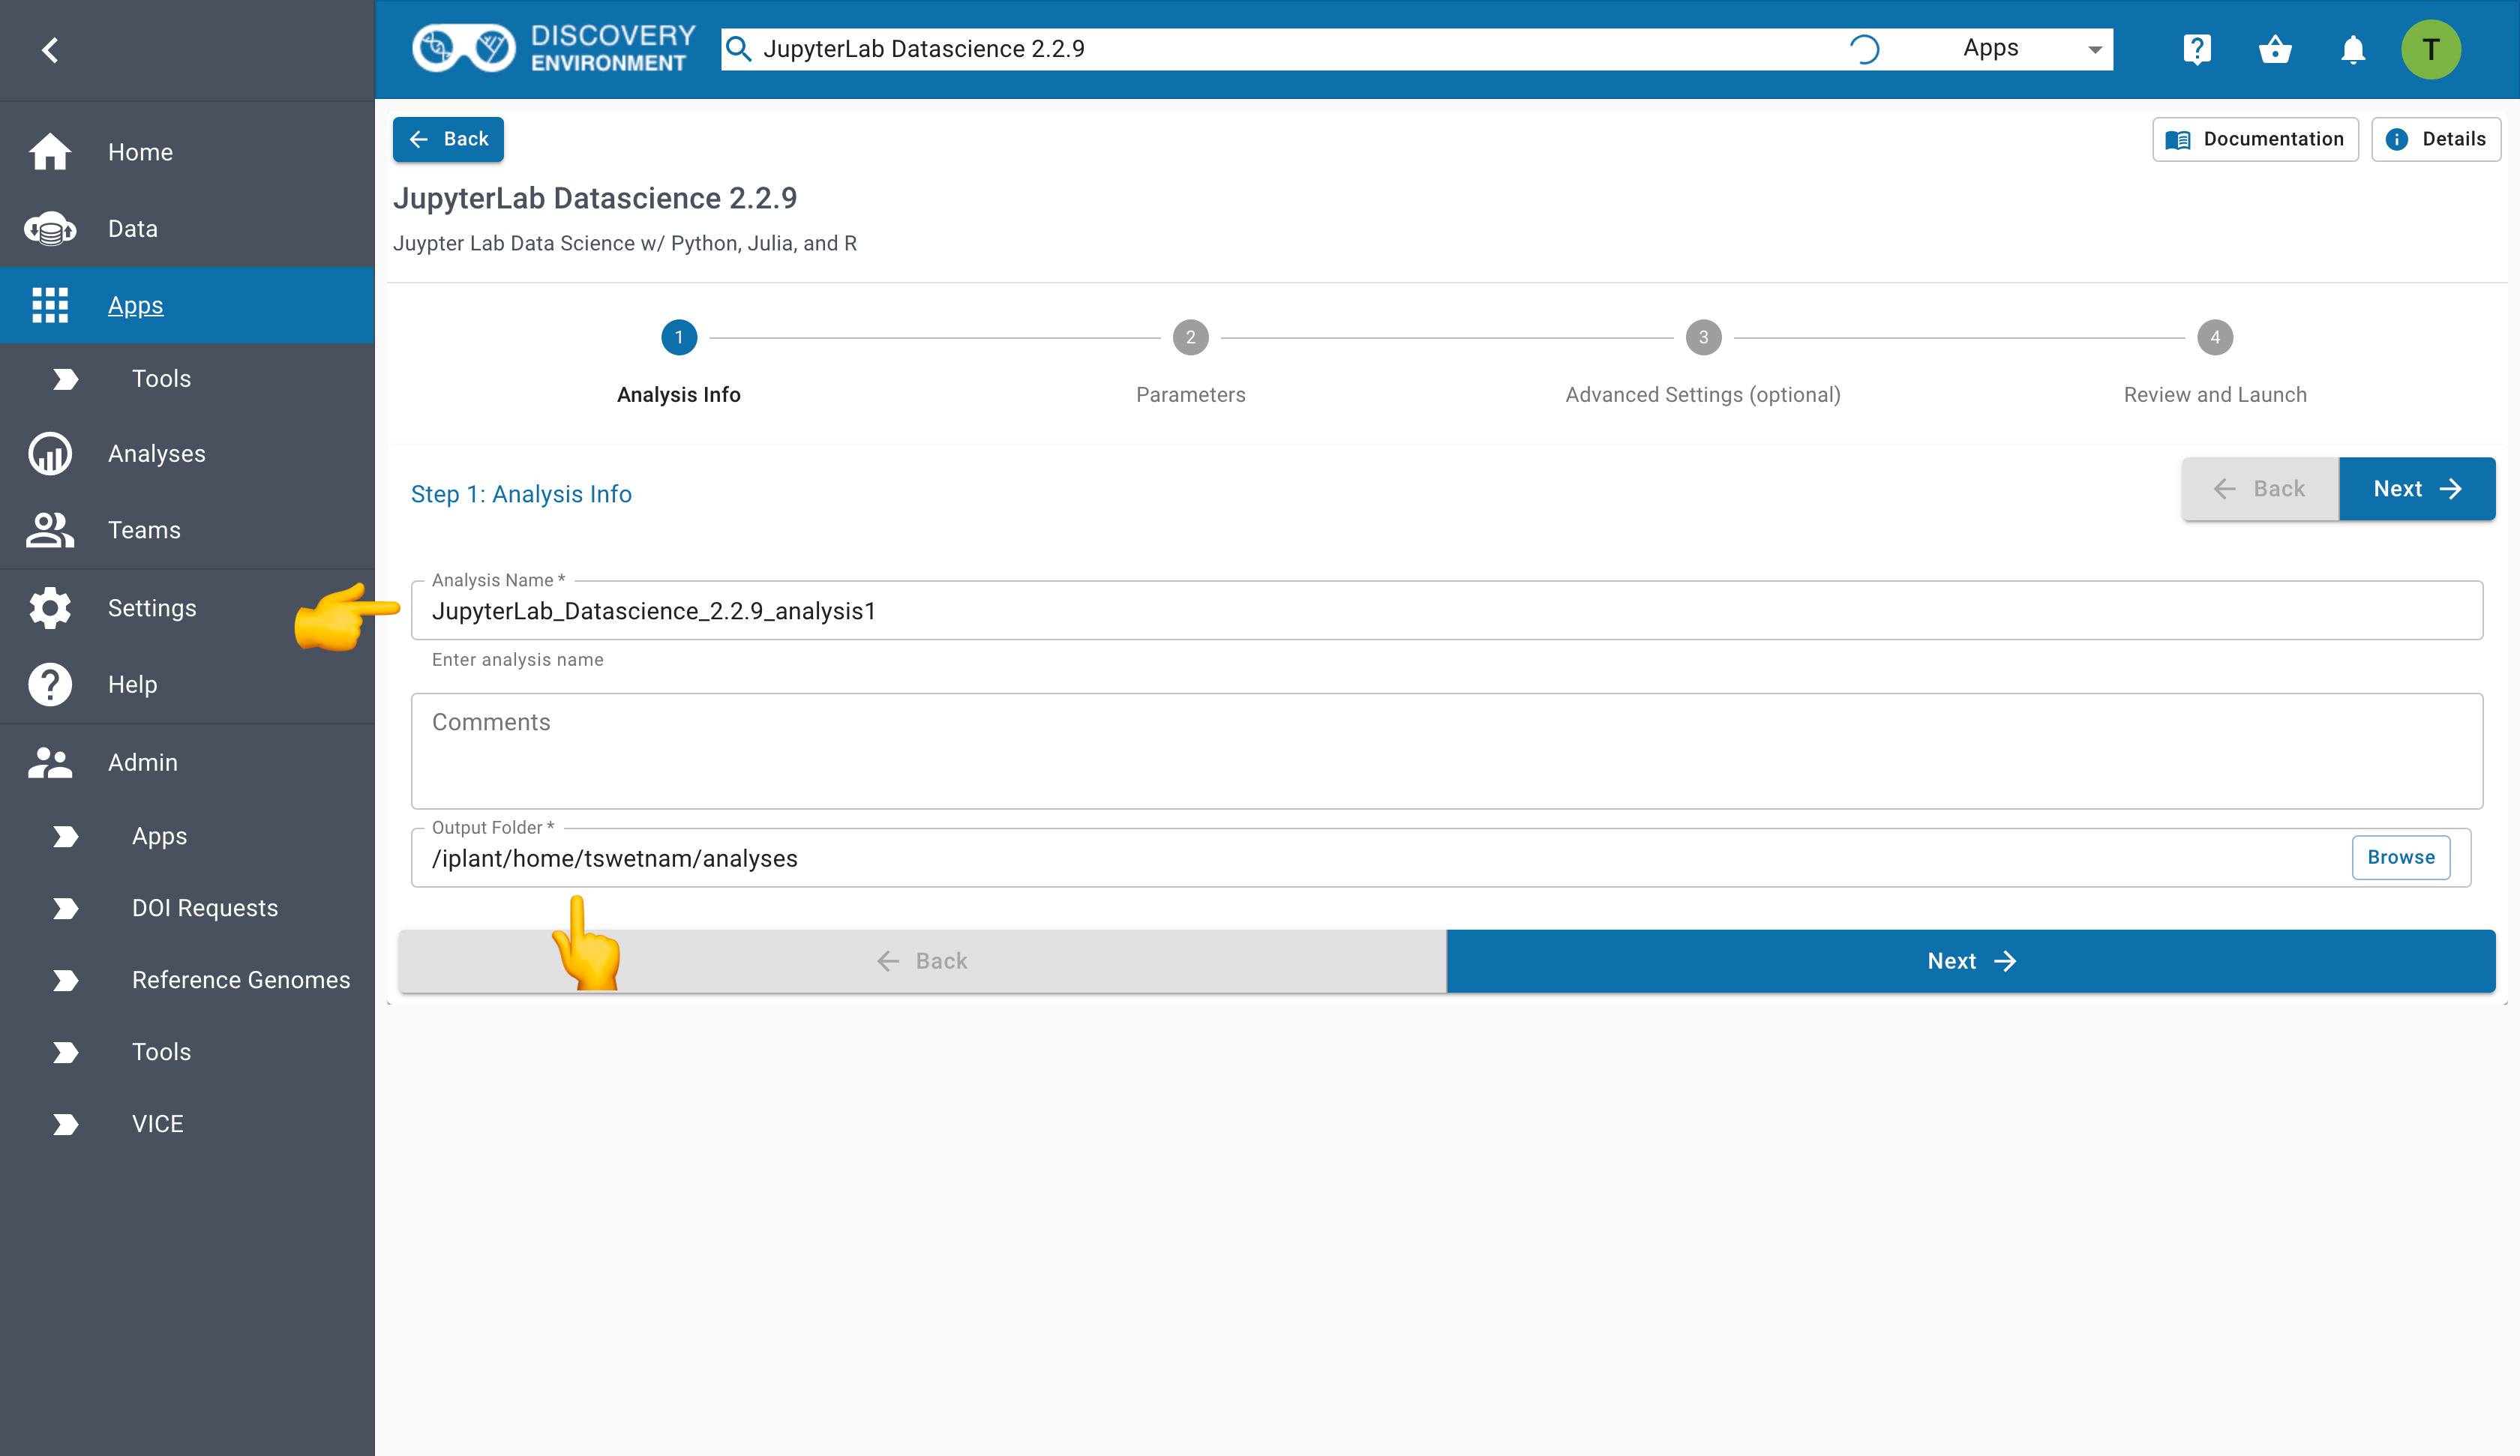 DISCOVERY
ENVIRONMENT
JupyterLab Datascience 2.2.9
Apps
T
Home
Data
Apps
Tools
Analyses
Teams
Settings
Help
Admin
Apps
DOI Requests
Reference Genomes
Tools
VICE
Back
Documentation
Details
JupyterLab Datascience 2.2.9
Juypter Lab Data Science w/ Python, Julia, and R
1
2
3
4
Analysis Info
Parameters
Advanced Settings (optional)
Review and Launch
Step 1: Analysis Info
Back
Next
Analysis Name *
JupyterLab_Datascience_2.2.9_analysis1
Enter analysis name
Comments
Output Folder *
/iplant/home/tswetnam/analyses
Browse
Back
Next